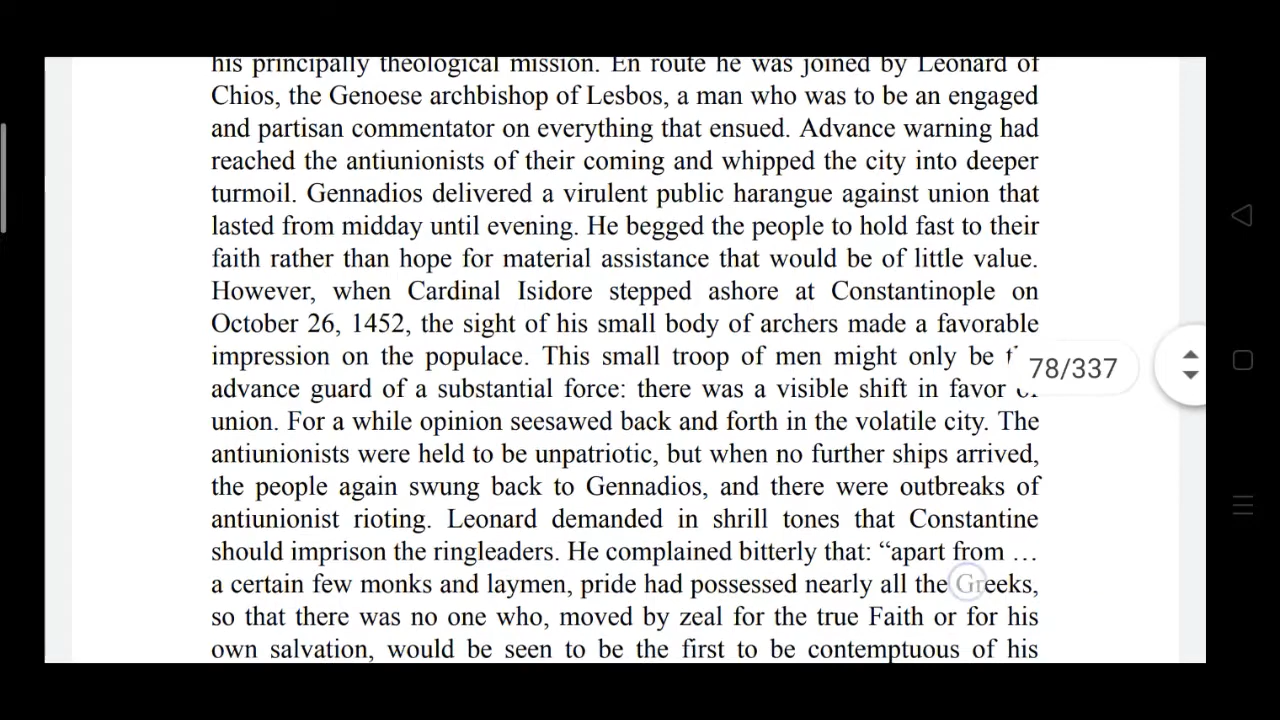 his principally theological mission. En route he was joined by Leonard of
Chios, the Genoese archbishop of Lesbos, a man who was to be an engaged
and partisan commentator on everything that ensued. Advance warning had
reached the antiunionists of their coming and whipped the city into deeper
turmoil. Gennadios delivered a virulent public harangue against union that
lasted from midday until evening. He begged the people to hold fast to their
faith rather than hope for material assistance that would be of little value.
However, when Cardinal Isidore stepped ashore at Constantinople on
October 26, 1452, the sight of his small body of archers made a favorable
impression on the populace. This small troop of men might only be
advance guard of a substantial force: there was a visible shift in favor of
union. For a while opinion seesawed back and forth in the volatile city. The
antiunionists were held to be unpatriotic, but when no further ships arrived,
the people again swung back to Gennadios, and there were outbreaks of
antiunionist rioting. Leonard demanded in shrill tones that Constantine
should imprison the ringleaders. He complained bitterly that: “apart from …
a certain few monks and laymen, pride had possessed nearly all the Greeks,
so that there was no one who, moved by zeal for the true Faith or for his
own salvation, would be seen to be the first to be contemptuous of his
78/337